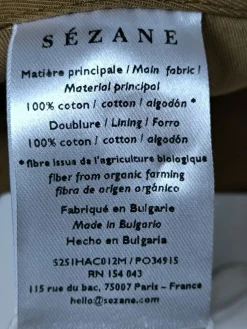 SÉZANE
Matière principale / Main fabric /
Material principal
100% coton / cotton / algodón *
Doublure / Lining / Forro
100% coton / cotton / algodón
*fibre issue de l'agriculture biologique
fiber from organic farming
fibra de origen orgánico
Fabriqué en Bulgarie
Made in Bulgaria
Hecho en Bulgaria
S2S1HAC012M / PO34915
RN 154 043
115 rue du bac, 75007 Paris - France
hello@sezane.com